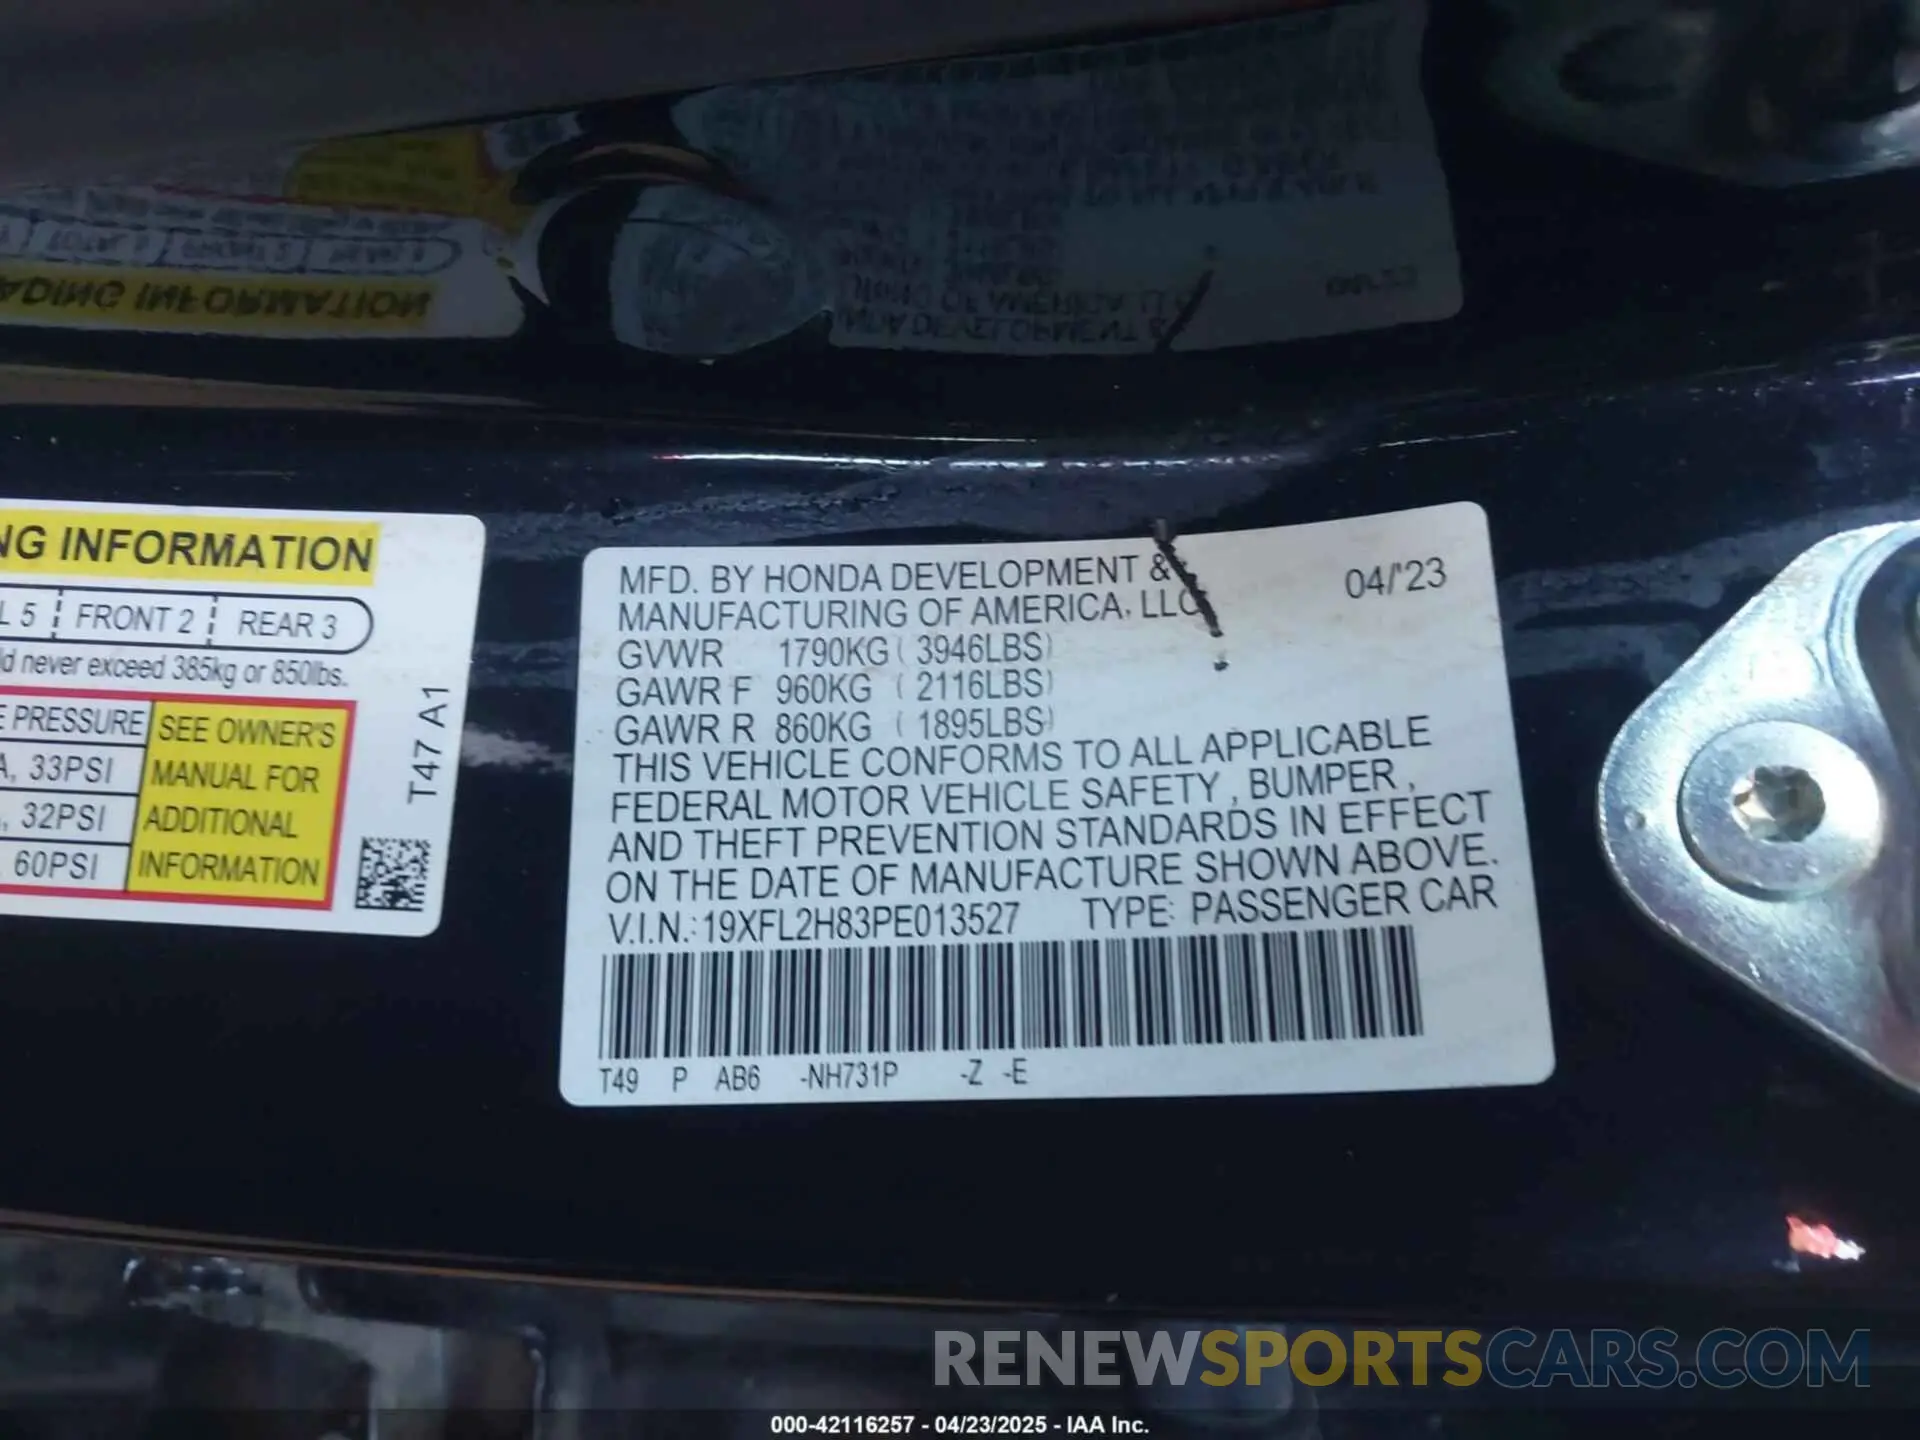 NG INFORMATION
L 5 FRONT 2 REAR 3
ld never exceed 385kg or 850lbs.
E PRESSURE
A, 33PSI
, 32PSI
60PSI
SEE OWNER'S
MANUAL FOR
ADDITIONAL
INFORMATION
T47 A1
MFD. BY HONDA DEVELOPMENT &
MANUFACTURING OF AMERICA, LLC
04/'23
GVWR 1790KG ( 3946LBS)
GAWR F 960KG ( 2116LBS)
GAWR R 860KG ( 1895LBS)
THIS VEHICLE CONFORMS TO ALL APPLICABLE
FEDERAL MOTOR VEHICLE SAFETY , BUMPER ,
AND THEFT PREVENTION STANDARDS IN EFFECT
ON THE DATE OF MANUFACTURE SHOWN ABOVE.
V.I.N.: 19XFL2H83PE013527 TYPE: PASSENGER CAR
T49 P AB6 -NH731P -Z -E
RENEWSPORTSCARS.COM
000-42116257 - 04/23/2025 - IAA Inc.